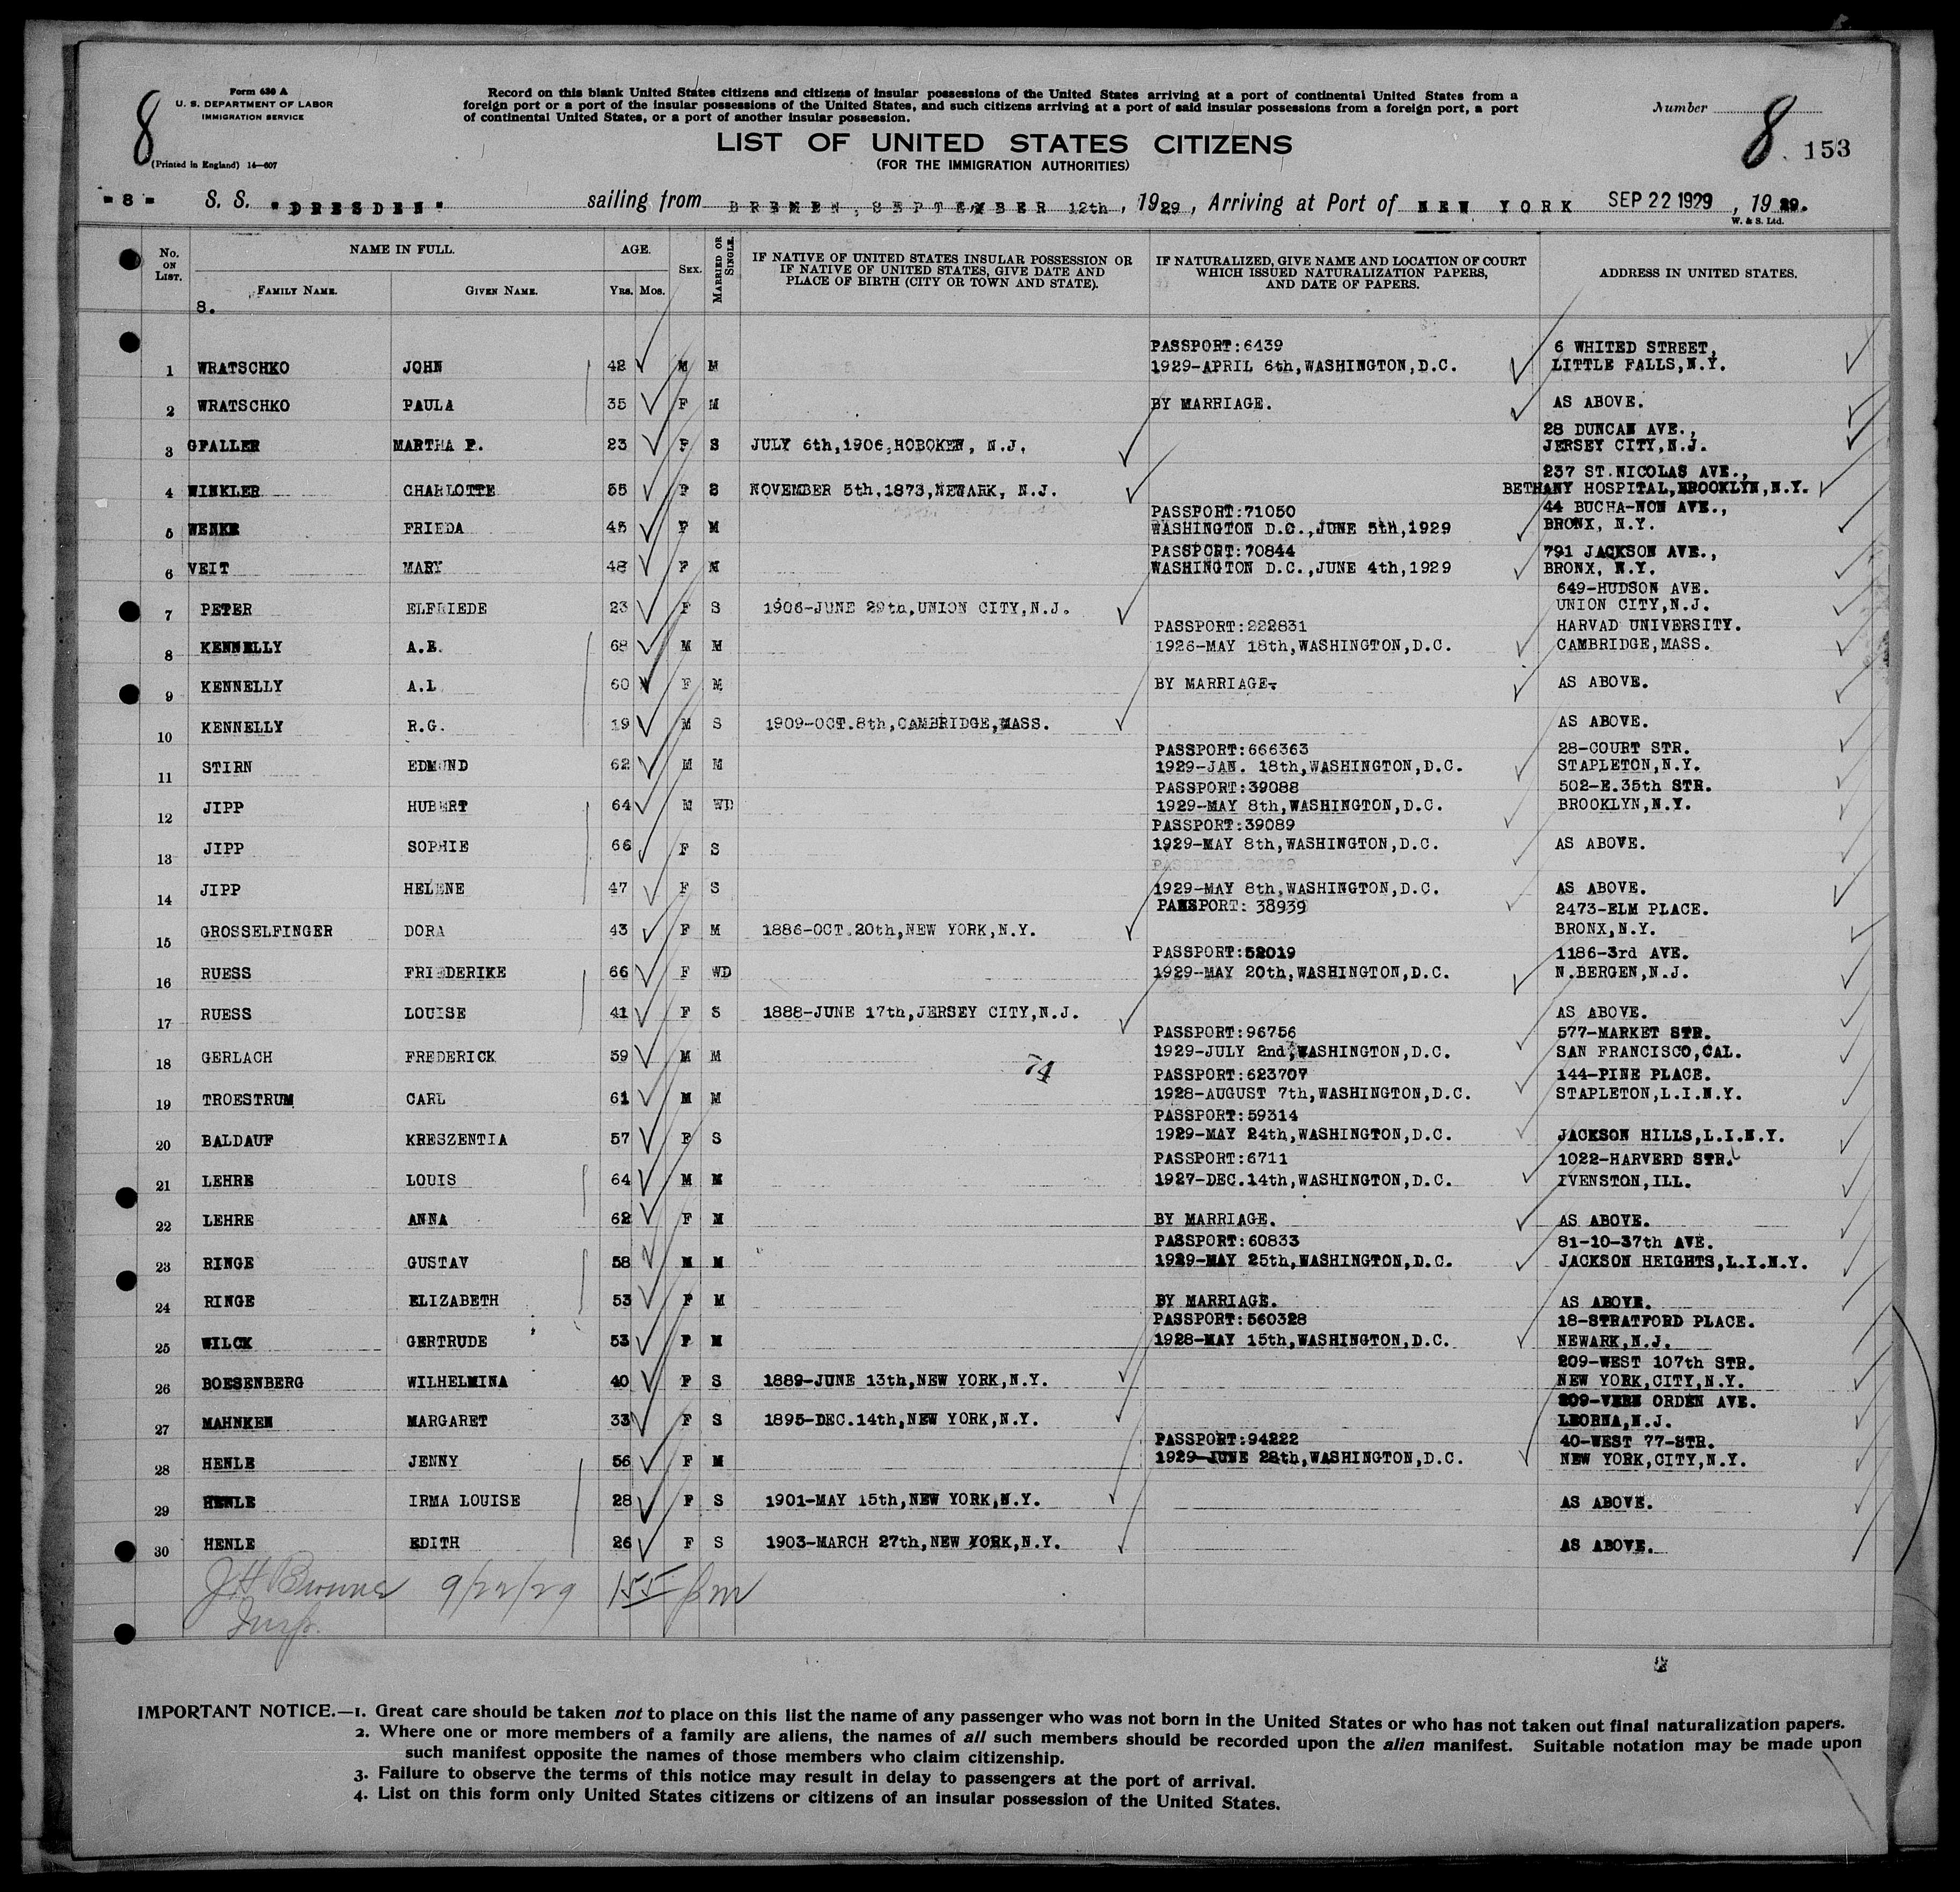 8
Form 630 A
U. S. DEPARTMENT OF LABOR
IMMIGRATION SERVICE
(Printed in England) 14—607
Record on this blank United States citizens and citizens of insular possessions of the United States arriving at a port of continental United States from a
foreign port or a port of the insular possessions of the United States, and such citizens arriving at a port of said insular possessions from a foreign port, a port
of continental United States, or a port of another insular possession.
LIST OF UNITED STATES CITIZENS
(FOR THE IMMIGRATION AUTHORITIES)
Number 8 153
- 8 - S. S. "DRESDEN" sailing from BREMEN, SEPTEMBER 12th, 1929, Arriving at Port of NEW YORK SEP 22 1929, 1929.
W. & S. Ltd.
No. ON LIST. NAME IN FULL. FAMILY NAME. GIVEN NAME. AGE. YRS. MOS. SEX. MARRIED OR SINGLE. IF NATIVE OF UNITED STATES INSULAR POSSESSION OR IF NATIVE OF UNITED STATES, GIVE DATE AND PLACE OF BIRTH (CITY OR TOWN AND STATE). IF NATURALIZED, GIVE NAME AND LOCATION OF COURT WHICH ISSUED NATURALIZATION PAPERS, AND DATE OF PAPERS. ADDRESS IN UNITED STATES.
8.
PASSPORT:6439 6 WHITED STREET,
1 WRATSCHKO JOHN 42 M M 1929-APRIL 6th,WASHINGTON,D.C. LITTLE FALLS,N.Y.
2 WRATSCHKO PAULA 35 F M BY MARRIAGE. AS ABOVE.
28 DUNCAN AVE.,
3 GFALLER MARTHA P. 23 F S JULY 6th,1906,HOBOKEN, N.J. JERSEY CITY,N.J.
237 ST.NICOLAS AVE.,
4 WINKLER CHARLOTTE 55 F S NOVEMBER 5th,1873,NEWARK, N.J. BETHANY HOSPITAL,BROOKLYN,N.Y.
PASSPORT:71050 44 BUCHA-NON AVE.,
5 WENKE FRIEDA 45 F M WASHINGTON D.C.,JUNE 5th,1929 BRONX, N.Y.
PASSPORT:70844 791 JACKSON AVE.,
6 VEIT MARY 48 F M WASHINGTON D.C.,JUNE 4th,1929 BRONX, N.Y.
649-HUDSON AVE.
7 PETER ELFRIEDE 23 F S 1906-JUNE 29th,UNION CITY,N.J. UNION CITY,N.J.
PASSPORT:222831 HARVAD UNIVERSITY.
8 KENNELLY A.E. 68 M M 1926-MAY 18th,WASHINGTON,D.C. CAMBRIDGE,MASS.
9 KENNELLY A.L 60 F M BY MARRIAGE- AS ABOVE.
10 KENNELLY R.G. 19 M S 1909-OCT.8th,CAMBRIDGE,MASS. AS ABOVE.
PASSPORT:666363 28-COURT STR.
11 STIRN EDMUND 62 M M 1929-JAN. 18th,WASHINGTON,D.C. STAPLETON,N.Y.
PASSPORT:39088 502-E.35th STR.
12 JIPP HUBERT 64 M WD 1929-MAY 8th,WASHINGTON,D.C. BROOKLYN,N.Y.
PASSPORT:39089
13 JIPP SOPHIE 66 F S 1929-MAY 8th,WASHINGTON,D.C. AS ABOVE.
14 JIPP HELENE 47 F S 1929-MAY 8th,WASHINGTON,D.C. AS ABOVE.
PASSPORT: 38939 2473-ELM PLACE.
15 GROSSELFINGER DORA 43 F M 1886-OCT.20th,NEW YORK,N.Y. BRONX,N.Y.
PASSPORT:52019 1186-3rd AVE.
16 RUESS FRIEDERIKE 66 F WD 1929-MAY 20th,WASHINGTON,D.C. N.BERGEN,N.J.
17 RUESS LOUISE 41 F S 1888-JUNE 17th,JERSEY CITY,N.J. AS ABOVE.
PASSPORT:96756 577-MARKET STR.
18 GERLACH FREDERICK 59 M M 74 1929-JULY 2nd,WASHINGTON,D.C. SAN FRANCISCO,CAL.
PASSPORT:623707 144-PINE PLACE.
19 TROESTRUM CARL 61 M M 1928-AUGUST 7th,WASHINGTON,D.C. STAPLETON,L.I.N.Y.
PASSPORT:59314
20 BALDAUF KRESZENTIA 57 F S 1929-MAY 24th,WASHINGTON,D.C. JACKSON HILLS,L.I.N.Y.
PASSPORT:6711 1022-HARVERD STR.
21 LEHRE LOUIS 64 M M 1927-DEC.14th,WASHINGTON,D.C. IVENSTON,ILL.
22 LEHRE ANNA 62 F M BY MARRIAGE. AS ABOVE.
PASSPORT:60833 81-10-37th AVE.
23 RINGE GUSTAV 58 M M 1929-MAY 25th,WASHINGTON,D.C. JACKSON HEIGHTS,L.I.N.Y.
24 RINGE ELIZABETH 53 F M BY MARRIAGE. AS ABOVE.
PASSPORT:560328 18-STRATFORD PLACE.
25 WILCK GERTRUDE 53 F M 1928-MAY 15th,WASHINGTON,D.C. NEWARK,N.J.
209-WEST 107th STR.
26 BOESENBERG WILHELMINA 40 F S 1889-JUNE 13th,NEW YORK,N.Y. NEW YORK,CITY,N.Y.
209- ORDEN AVE.
27 MAHNKEN MARGARET 33 F S 1895-DEC.14th,NEW YORK,N.Y. LEORNA,N.J.
PASSPORT:94222 40-WEST 77-STR.
28 HENLE JENNY 56 F M 1929-JUNE 28th,WASHINGTON,D.C. NEW YORK,CITY,N.Y.
29 HENLE IRMA LOUISE 28 F S 1901-MAY 15th,NEW YORK,N.Y. AS ABOVE.
30 HENLE EDITH 26 F S 1903-MARCH 27th,NEW YORK,N.Y. AS ABOVE.
J.H. Browne 9/22/29 155 pm
Insp.
IMPORTANT NOTICE.—1. Great care should be taken not to place on this list the name of any passenger who was not born in the United States or who has not taken out final naturalization papers.
2. Where one or more members of a family are aliens, the names of all such members should be recorded upon the alien manifest. Suitable notation may be made upon
such manifest opposite the names of those members who claim citizenship.
3. Failure to observe the terms of this notice may result in delay to passengers at the port of arrival.
4. List on this form only United States citizens or citizens of an insular possession of the United States.